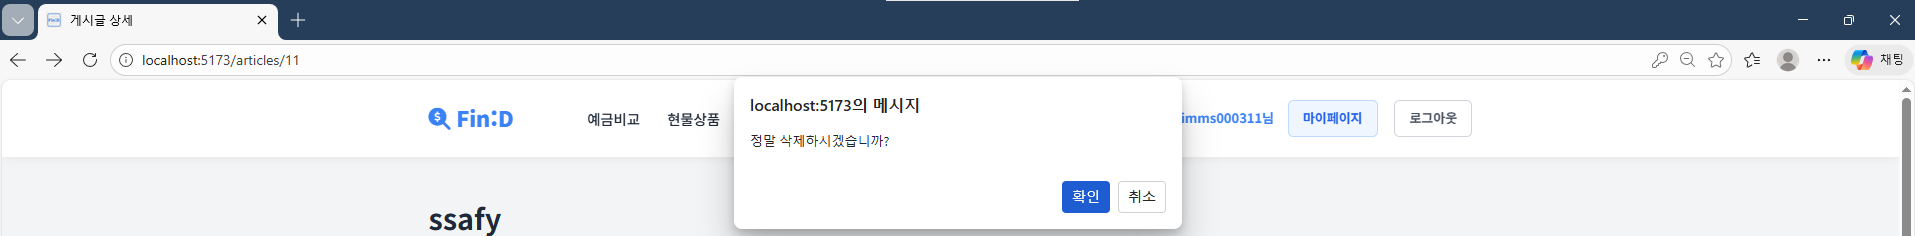 게시글 상세
localhost:5173/articles/11
채팅
Fin:D
예금비교 현물상품
imms000311님 마이페이지 로그아웃
localhost:5173의 메시지
정말 삭제하시겠습니까?
확인 취소
ssafy